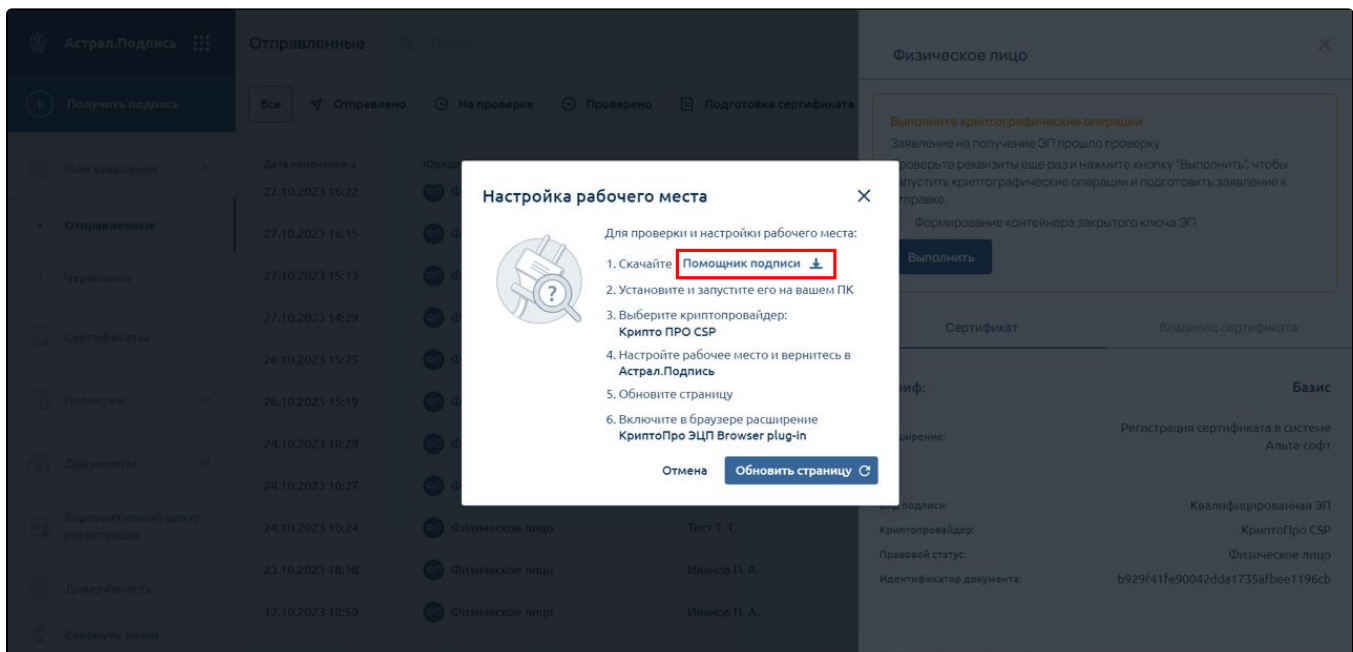 Астрал.Подпись
Отправленные
Поиск
Физическое лицо
Получить подпись
Все
Отправлено
На проверке
Проверено
Подготовка сертификата
Выполните криптографические операции
Заявление на получение ЭП прошло проверку.
Проверьте реквизиты еще раз и нажмите кнопку "Выполнить", чтобы
запустить криптографические операции и подготовить заявление к
отправке.
Формирование контейнера закрытого ключа ЭП
Выполнить
Мои заявления
Отправленные
Черновики
Сертификаты
Проверка
Документы
Корпоративный центр
регистрации
Доверенность
Свернуть меню
Дата изменения
27.10.2023 16:22
27.10.2023 16:15
27.10.2023 15:13
27.10.2023 14:29
26.10.2023 15:25
26.10.2023 15:19
24.10.2023 10:29
24.10.2023 10:27
24.10.2023 10:24 ФЛ Физическое лицо Тест Т. Т.
23.10.2023 18:38 ФЛ Физическое лицо Иванов П. А.
12.10.2023 10:59 ФЛ Физическое лицо Иванов П. А.
Настройка рабочего места
Для проверки и настройки рабочего места:
1. Скачайте Помощник подписи
2. Установите и запустите его на вашем ПК
3. Выберите криптопровайдер:
Крипто ПРО CSP
4. Настройте рабочее место и вернитесь в
Астрал.Подпись
5. Обновите страницу
6. Включите в браузере расширение
КриптоПро ЭЦП Browser plug-in
Отмена
Обновить страницу
Сертификат
Владелец сертификата
Базис
Регистрация сертификата в системе
Альта-софт
Вид подписи: Квалифицированная ЭП
Криптопровайдер: КриптоПро CSP
Правовой статус: Физическое лицо
Идентификатор документа: b929f41fe90042dda1735afbee1196cb